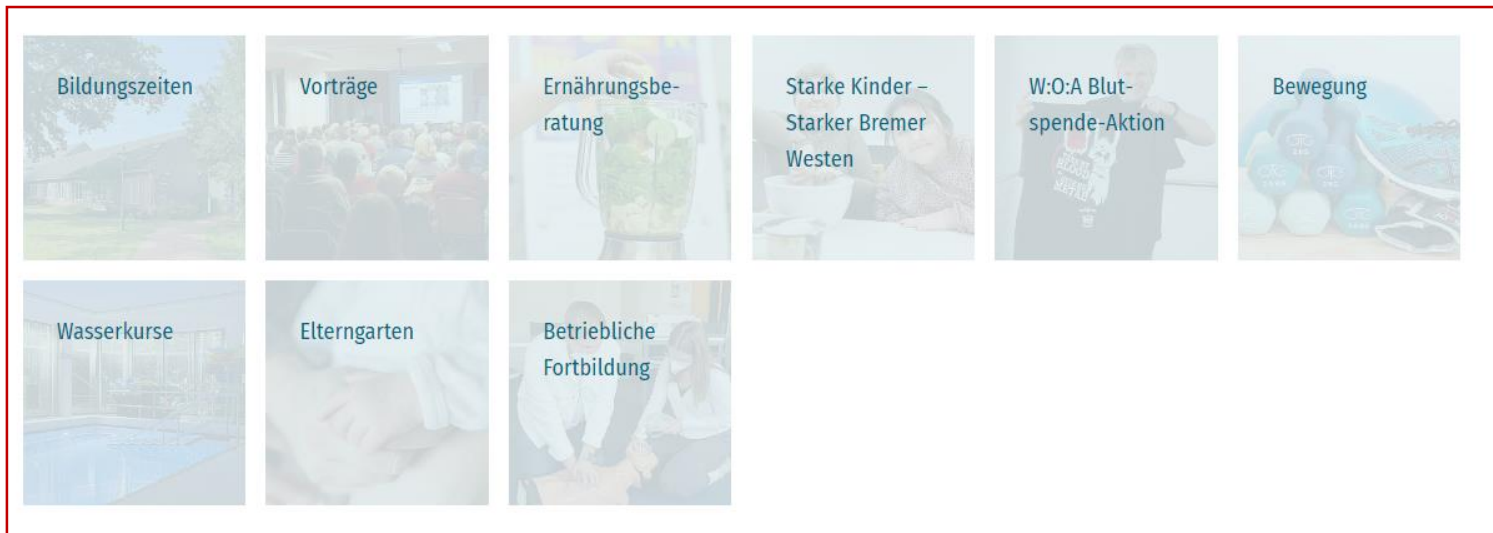 Bildungszeiten
Vorträge
Ernährungsbe-
ratung
Starke Kinder –
Starker Bremer
Westen
W:O:A Blut-
spende-Aktion
Bewegung
Wasserkurse
Elterngarten
Betriebliche
Fortbildung